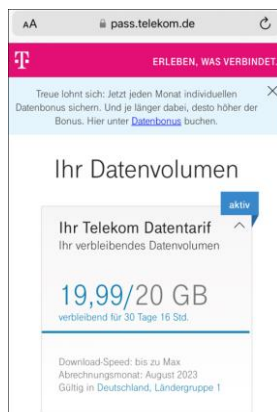 AA pass.telekom.de
T ERLEBEN, WAS VERBINDET.
Treue lohnt sich: Jetzt jeden Monat individuellen
Datenbonus sichern. Und je länger dabei, desto höher der
Bonus. Hier unter Datenbonus buchen.
Ihr Datenvolumen
aktiv
Ihr Telekom Datentarif
Ihr verbleibendes Datenvolumen
19,99/20 GB
verbleibend für 30 Tage 16 Std.
Download-Speed: bis zu Max
Abrechnungsmonat: August 2023
Gültig in Deutschland, Ländergruppe 1